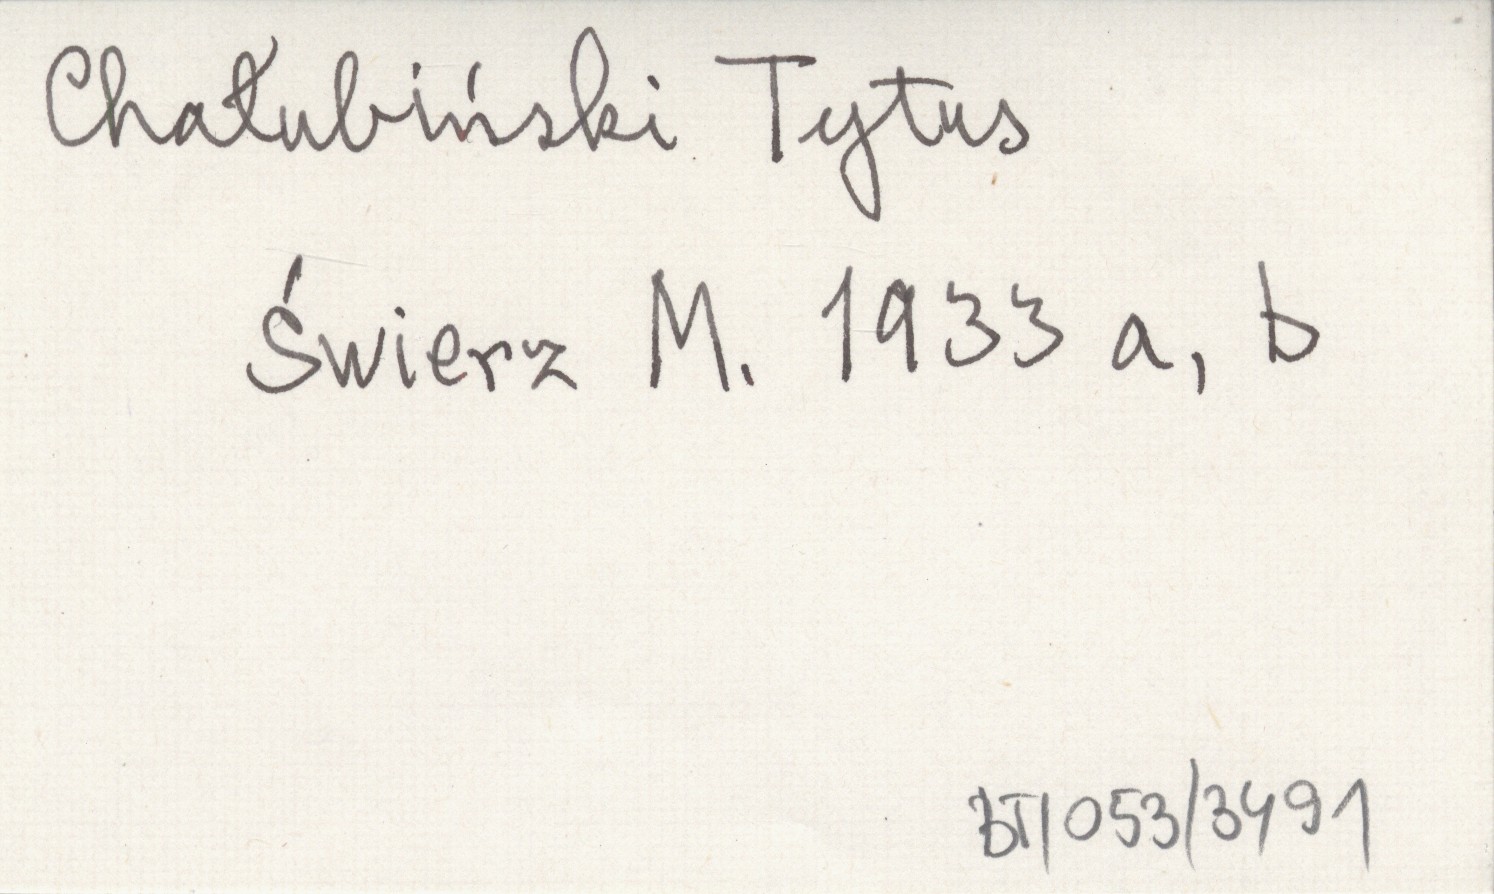 Chałubiński Tytus
Świerz M. 1933 a, b
BT/053/3491